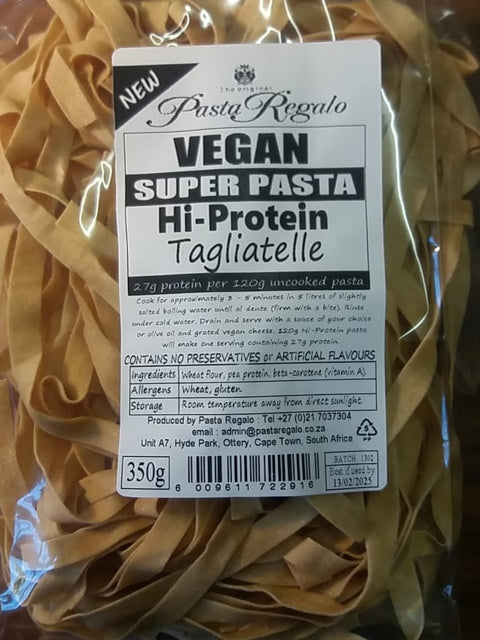 NEW
The original
Pasta Regalo
VEGAN
SUPER PASTA
Hi-Protein
Tagliatelle
27g protein per 120g uncooked pasta
Cook for approximately 3 - 5 minutes in 5 litres of slightly
salted boiling water until al dente (firm with a bite). Rinse
under cold water. Drain and serve with a sauce of your choice
or olive oil and grated vegan cheese. 120g Hi-Protein pasta
will make one serving containing 27g protein.
CONTAINS NO PRESERVATIVES or ARTIFICIAL FLAVOURS
Ingredients Wheat flour, pea protein, beta-carotene (vitamin A).
Allergens Wheat, gluten.
Storage Room temperature away from direct sunlight.
Produced by Pasta Regalo : Tel +27 (0)21 7037304
email : admin@pastaregalo.co.za
Unit A7, Hyde Park, Ottery, Cape Town, South Africa
PP
350g
6 009611 722916
BATCH 1302
Best if used by
13/02/2025